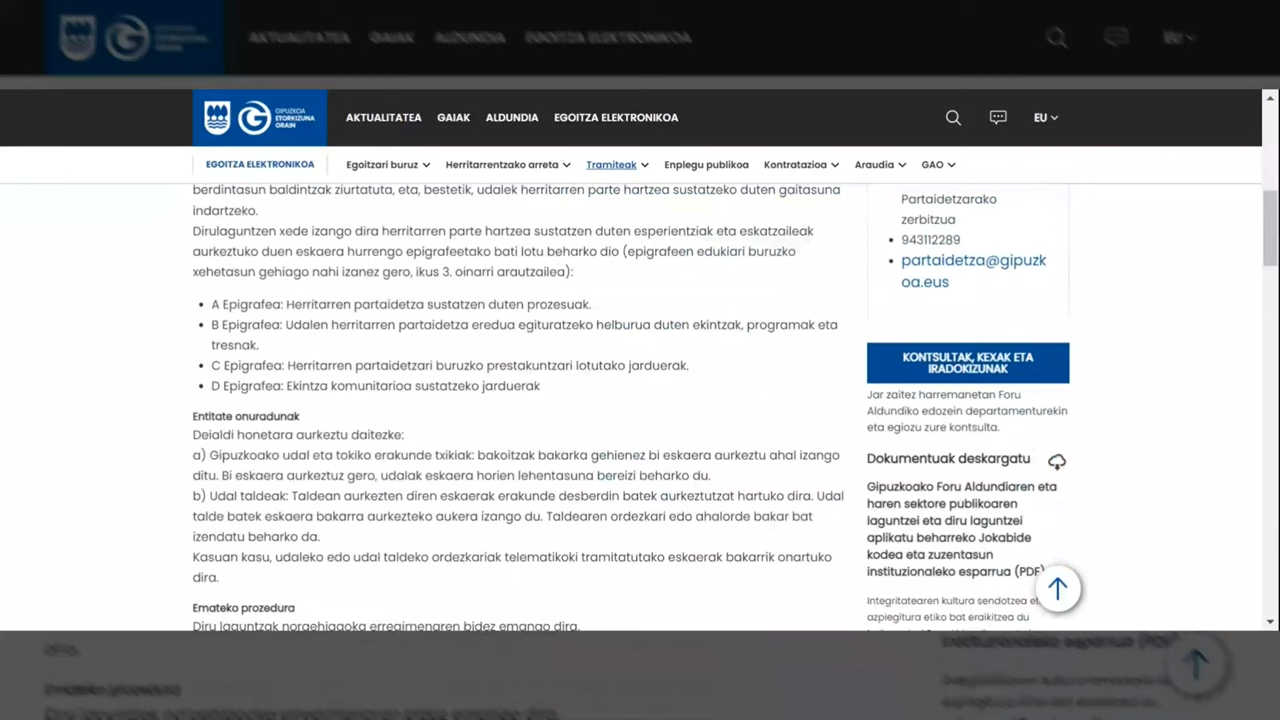 GIPUZKOA
ETORKIZUNA
ORAIN
AKTUALITATEA GAIAK ALDUNDIA EGOITZA ELEKTRONIKOA
EU
EGOITZA ELEKTRONIKOA
Egoitzari buruz Herritarrentzako arreta Tramiteak Enplegu publikoa Kontratazioa Araudia GAO
berdintasun baldintzak ziurtatuta, eta, bestetik, udalek herritarren parte hartzea sustatzeko duten gaitasuna
indartzeko.
Dirulaguntzen xede izango dira herritarren parte hartzea sustatzen duten esperientziak eta eskatzaileak
aurkeztuko duen eskaera hurrengo epigrafeetako bati lotu beharko dio (epigrafeen edukiari buruzko
xehetasun gehiago nahi izanez gero, ikus 3. oinarri arautzailea):
• A Epigrafea: Herritarren partaidetza sustatzen duten prozesuak.
• B Epigrafea: Udalen herritarren partaidetza eredua egituratzeko helburua duten ekintzak, programak eta
tresnak.
• C Epigrafea: Herritarren partaidetzari buruzko prestakuntzari lotutako jarduerak.
• D Epigrafea: Ekintza komunitarioa sustatzeko jarduerak
Entitate onuradunak
Deialdi honetara aurkeztu daitezke:
a) Gipuzkoako udal eta tokiko erakunde txikiak: bakoitzak bakarka gehienez bi eskaera aurkeztu ahal izango
ditu. Bi eskaera aurkeztuz gero, udalak eskaera horien lehentasuna bereizi beharko du.
b) Udal taldeak: Taldean aurkezten diren eskaerak erakunde desberdin batek aurkeztutzat hartuko dira. Udal
talde batek eskaera bakarra aurkezteko aukera izango du. Taldearen ordezkari edo ahalorde bakar bat
izendatu beharko da.
Kasuan kasu, udaleko edo udal taldeko ordezkariak telematikoki tramitatutako eskaerak bakarrik onartuko
dira.
Emateko prozedura
Diru laguntzak norgehiagoka erregimenaren bidez emango dira.
Partaidetzarako
zerbitzua
• 943112289
• partaidetza@gipuzk
oa.eus
KONTSULTAK, KEXAK ETA
IRADOKIZUNAK
Jar zaitez harremanetan Foru
Aldundiko edozein departamenturekin
eta egiozu zure kontsulta.
Dokumentuak deskargatu
Gipuzkoako Foru Aldundiaren eta
haren sektore publikoaren
laguntzei eta diru laguntzei
aplikatu beharreko Jokabide
kodea eta zuzentasun
instituzionaleko esparrua (PDF)
Integritatearen kultura sendotzea
azpiegitura etiko bat eraikitzea du